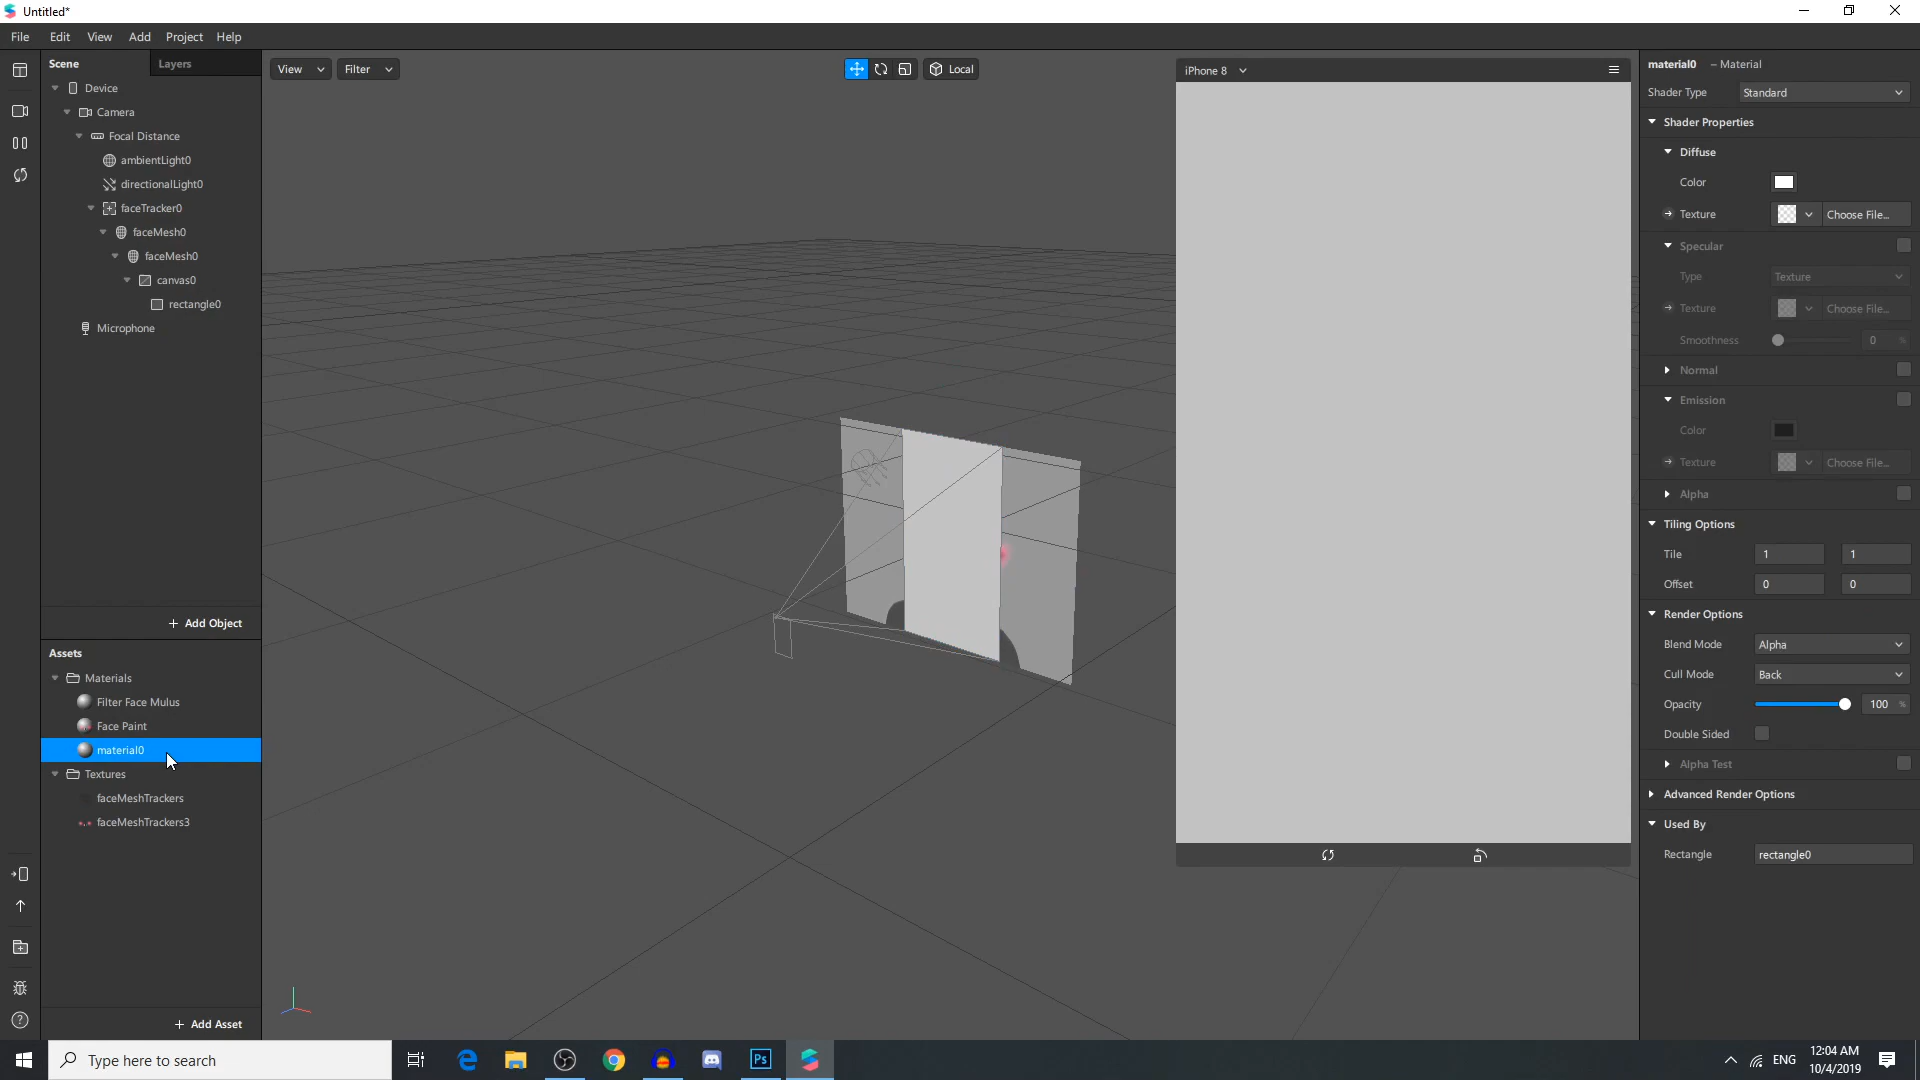 Untitled*
File Edit View Add Project Help
Scene
Layers
Device
Camera
Focal Distance
ambientLight0
directionalLight0
faceTracker0
faceMesh0
faceMesh0
canvas0
rectangle0
Microphone
+ Add Object
Assets
Materials
Filter Face Mulus
Face Paint
material0
Textures
faceMeshTrackers
faceMeshTrackers3
+ Add Asset
View
Filter
Local
iPhone 8
material0 – Material
Shader Type Standard
Shader Properties
Diffuse
Color
Texture Choose File...
Specular
Type Texture
Texture Choose File...
Smoothness 0 %
Normal
Emission
Color
Texture Choose File...
Alpha
Tiling Options
Tile 1 1
Offset 0 0
Render Options
Blend Mode Alpha
Cull Mode Back
Opacity 100 %
Double Sided
Alpha Test
Advanced Render Options
Used By
Rectangle rectangle0
Type here to search
Ps
ENG
12:04 AM
10/4/2019